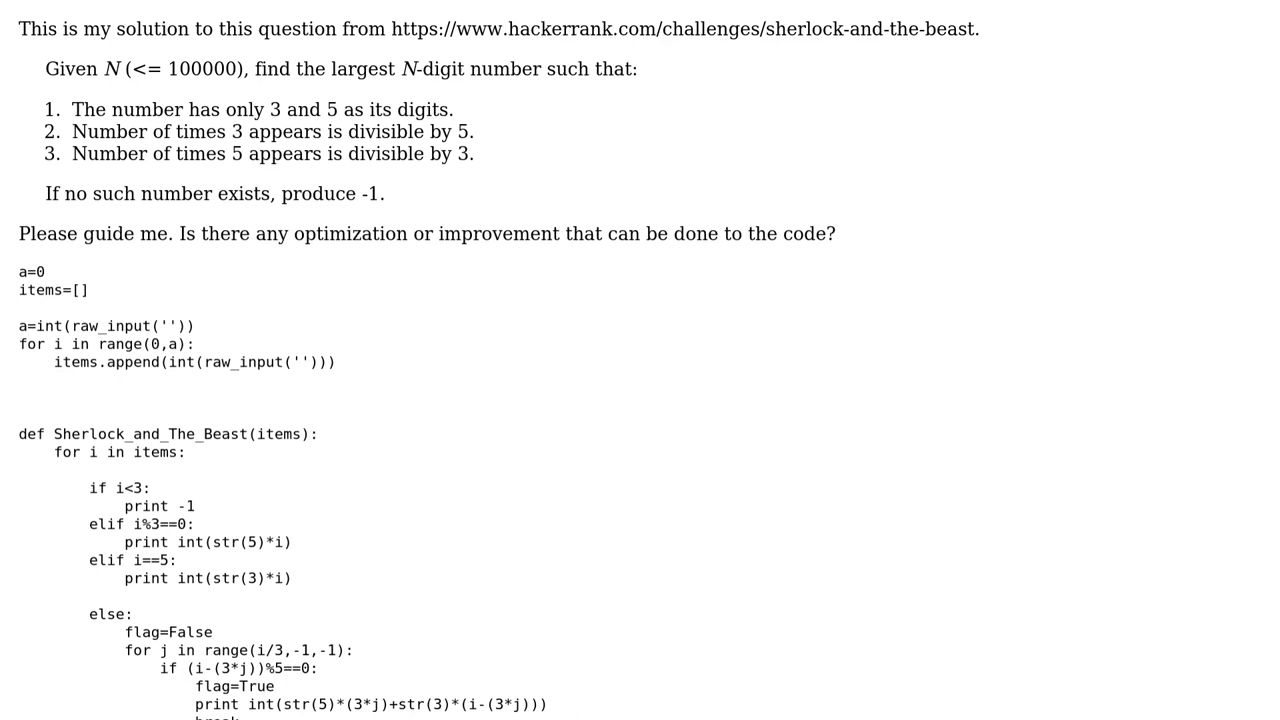 This is my solution to this question from https://www.hackerrank.com/challenges/sherlock-and-the-beast.
Given N (<= 100000), find the largest N-digit number such that:
1. The number has only 3 and 5 as its digits.
2. Number of times 3 appears is divisible by 5.
3. Number of times 5 appears is divisible by 3.
If no such number exists, produce -1.
Please guide me. Is there any optimization or improvement that can be done to the code?
a=0
items=[]
a=int(raw_input(''))
for i in range(0,a):
    items.append(int(raw_input('')))
def Sherlock_and_The_Beast(items):
    for i in items:
        if i<3:
            print -1
        elif i%3==0:
            print int(str(5)*i)
        elif i==5:
            print int(str(3)*i)
        else:
            flag=False
            for j in range(i/3,-1,-1):
                if (i-(3*j))%5==0:
                    flag=True
                    print int(str(5)*(3*j)+str(3)*(i-(3*j)))
                    break